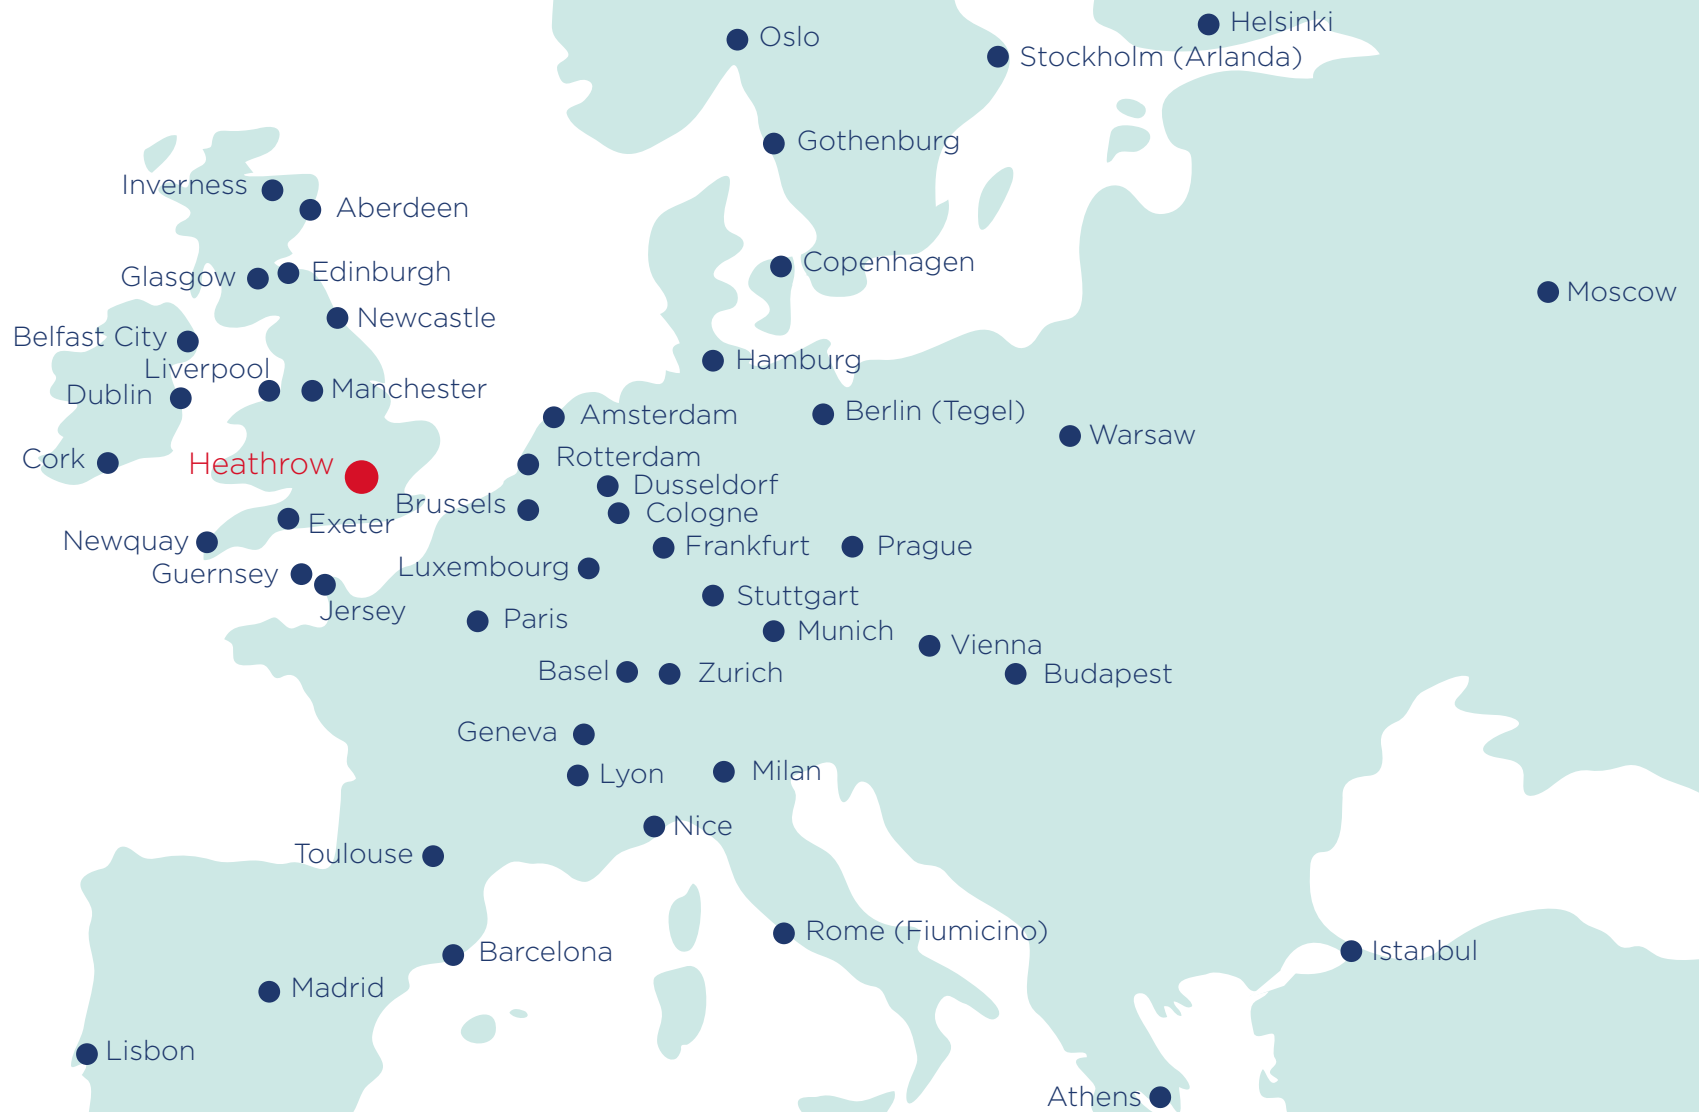 Helsinki
Oslo
Stockholm (Arlanda)
Gothenburg
Inverness
Aberdeen
Copenhagen
Edinburgh
Glasgow
Moscow
Newcastle
Belfast City
Hamburg
Liverpool
Manchester
Dublin
Berlin (Tegel)
Amsterdam
Warsaw
Rotterdam
Cork
Heathrow
Dusseldorf
Brussels
Cologne
Exeter
Newquay
Frankfurt
Prague
Luxembourg
Guernsey
Stuttgart
Jersey
Paris
Munich
Vienna
Basel
Zurich
Budapest
Geneva
Milan
Lyon
Nice
Toulouse
Rome (Fiumicino)
Istanbul
Barcelona
Madrid
Lisbon
Athens